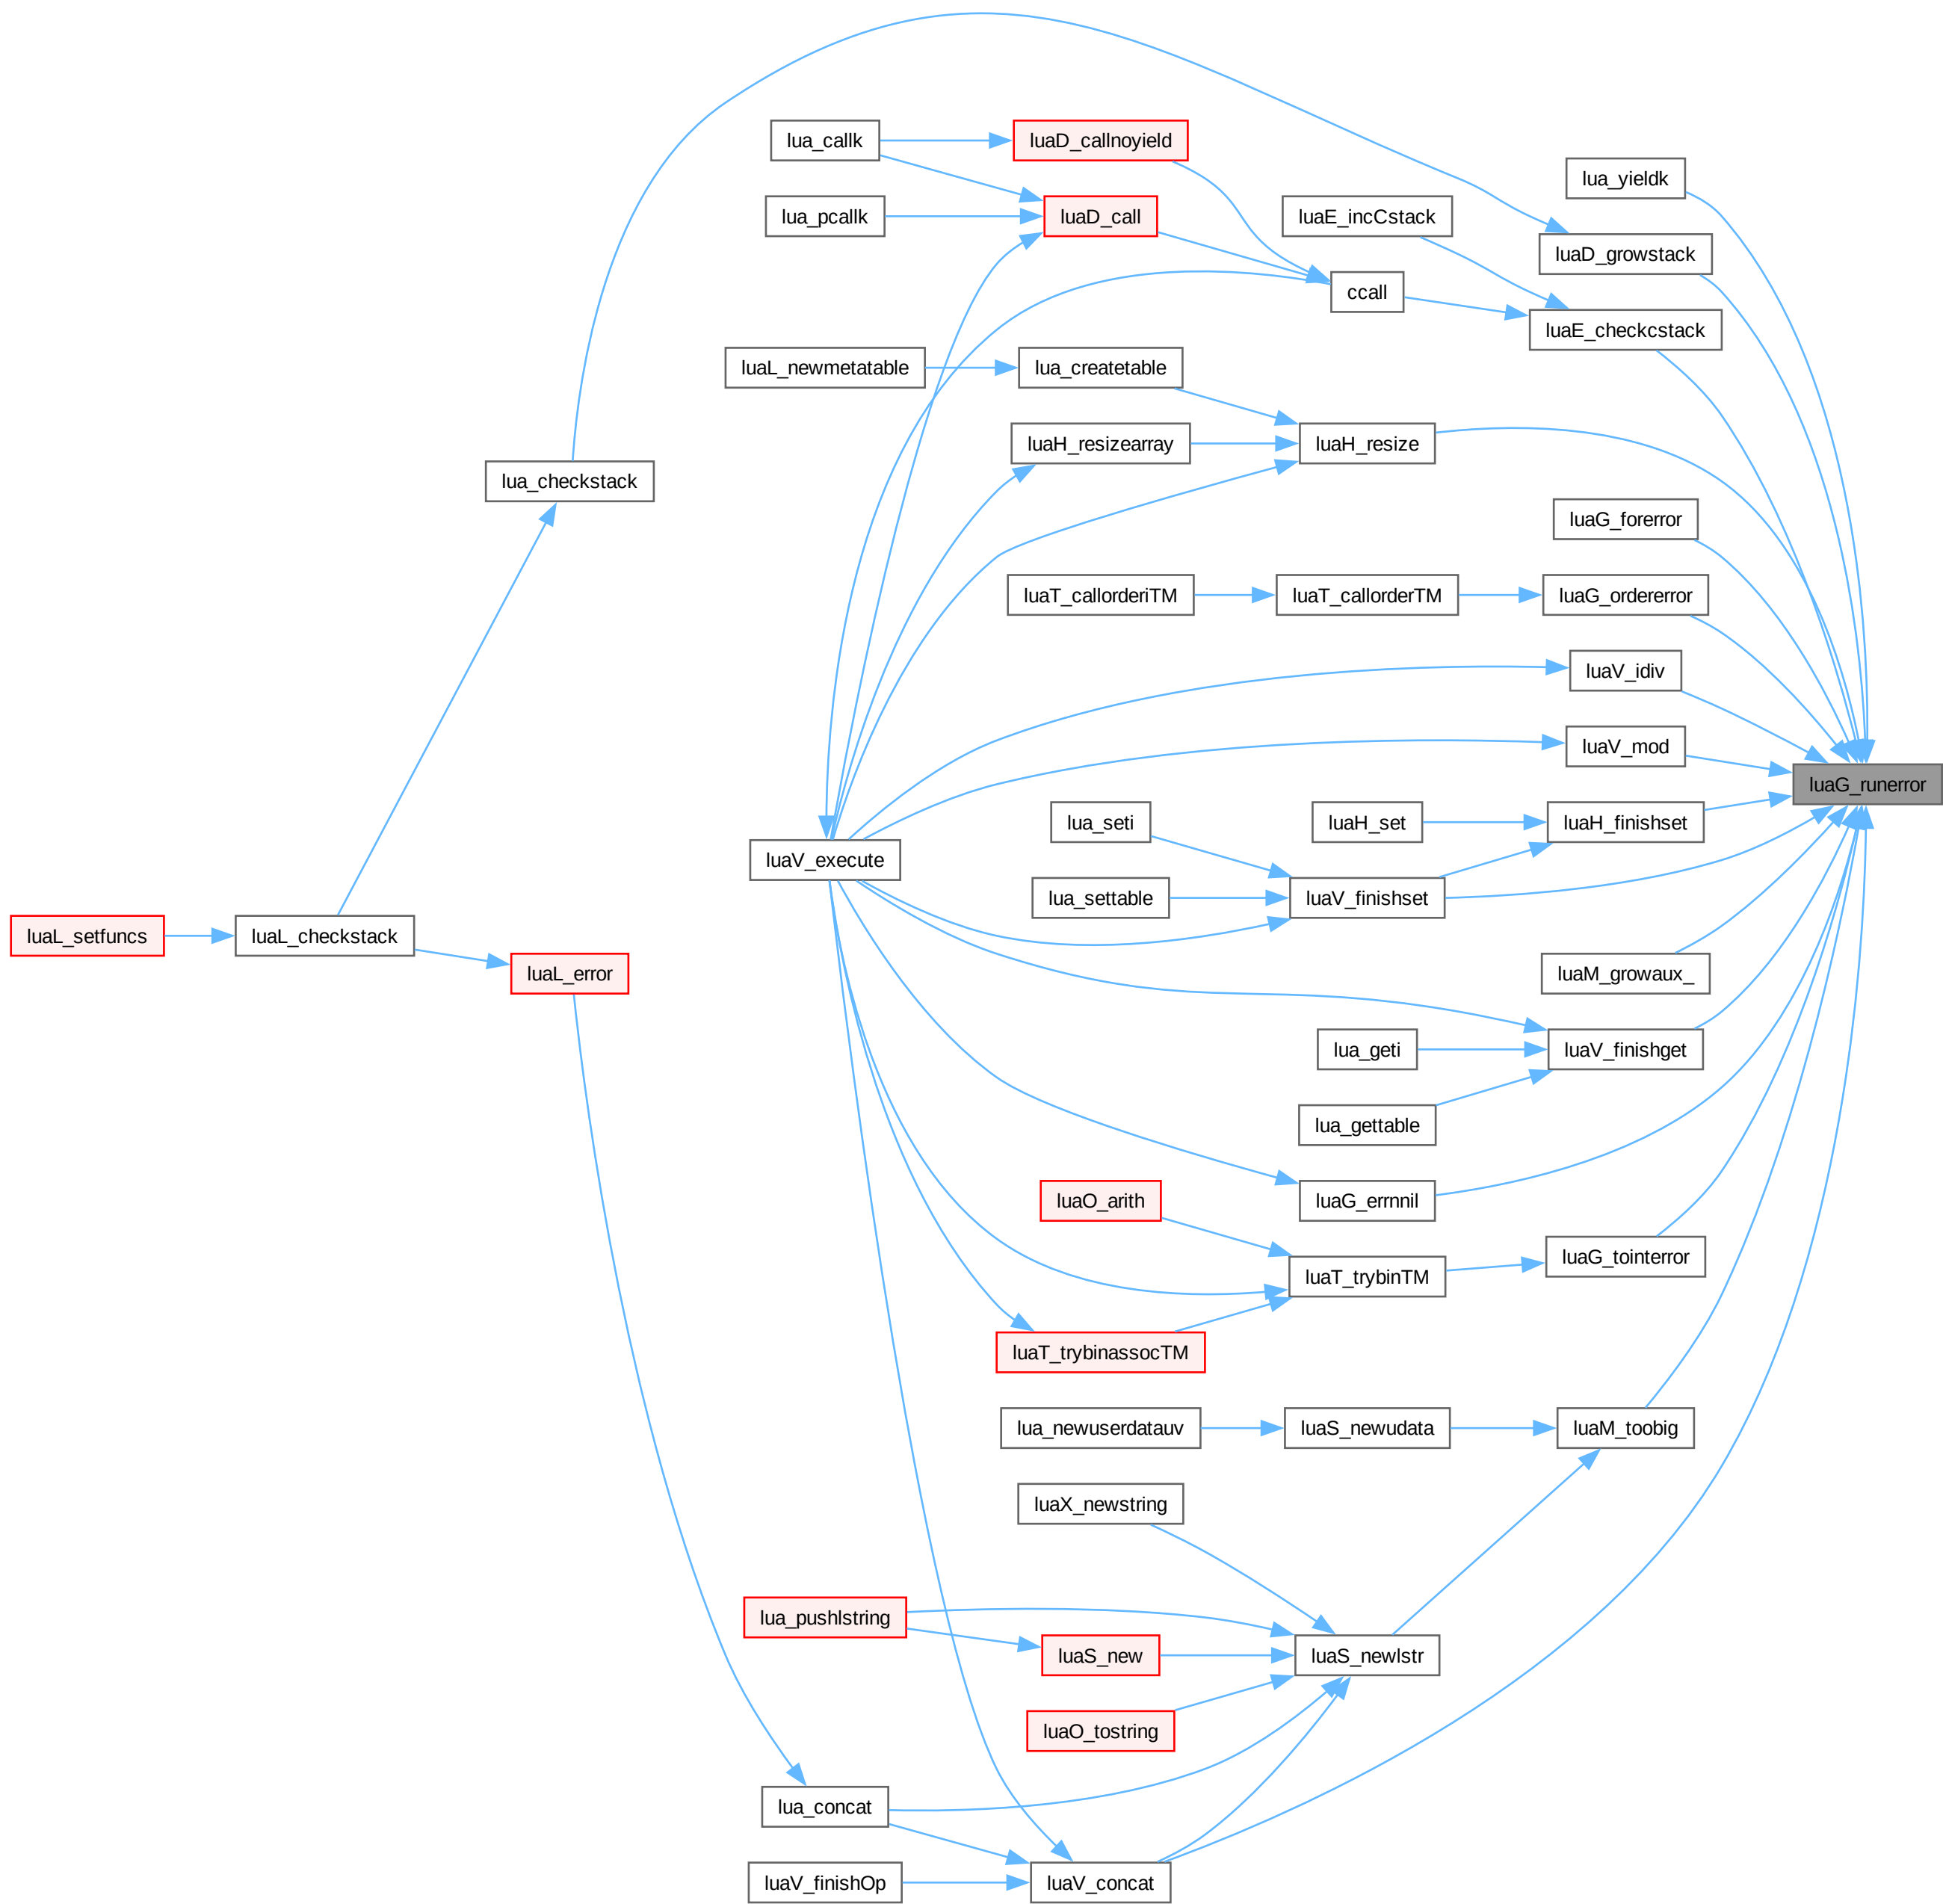 lua_callk
luaD_callnoyield
lua_yieldk
lua_pcallk
luaD_call
luaE_incCstack
luaD_growstack
ccall
luaE_checkcstack
luaL_newmetatable
lua_createtable
luaH_resizearray
luaH_resize
lua_checkstack
luaG_forerror
luaT_callorderiTM
luaT_callorderTM
luaG_ordererror
luaV_idiv
luaV_mod
luaG_runerror
lua_seti
luaH_set
luaH_finishset
luaV_execute
lua_settable
luaV_finishset
luaL_setfuncs
luaL_checkstack
luaL_error
luaM_growaux_
lua_geti
luaV_finishget
lua_gettable
luaO_arith
luaG_errnnil
luaT_trybinTM
luaG_tointerror
luaT_trybinassocTM
lua_newuserdatauv
luaS_newudata
luaM_toobig
luaX_newstring
lua_pushlstring
luaS_new
luaS_newlstr
luaO_tostring
lua_concat
luaV_finishOp
luaV_concat